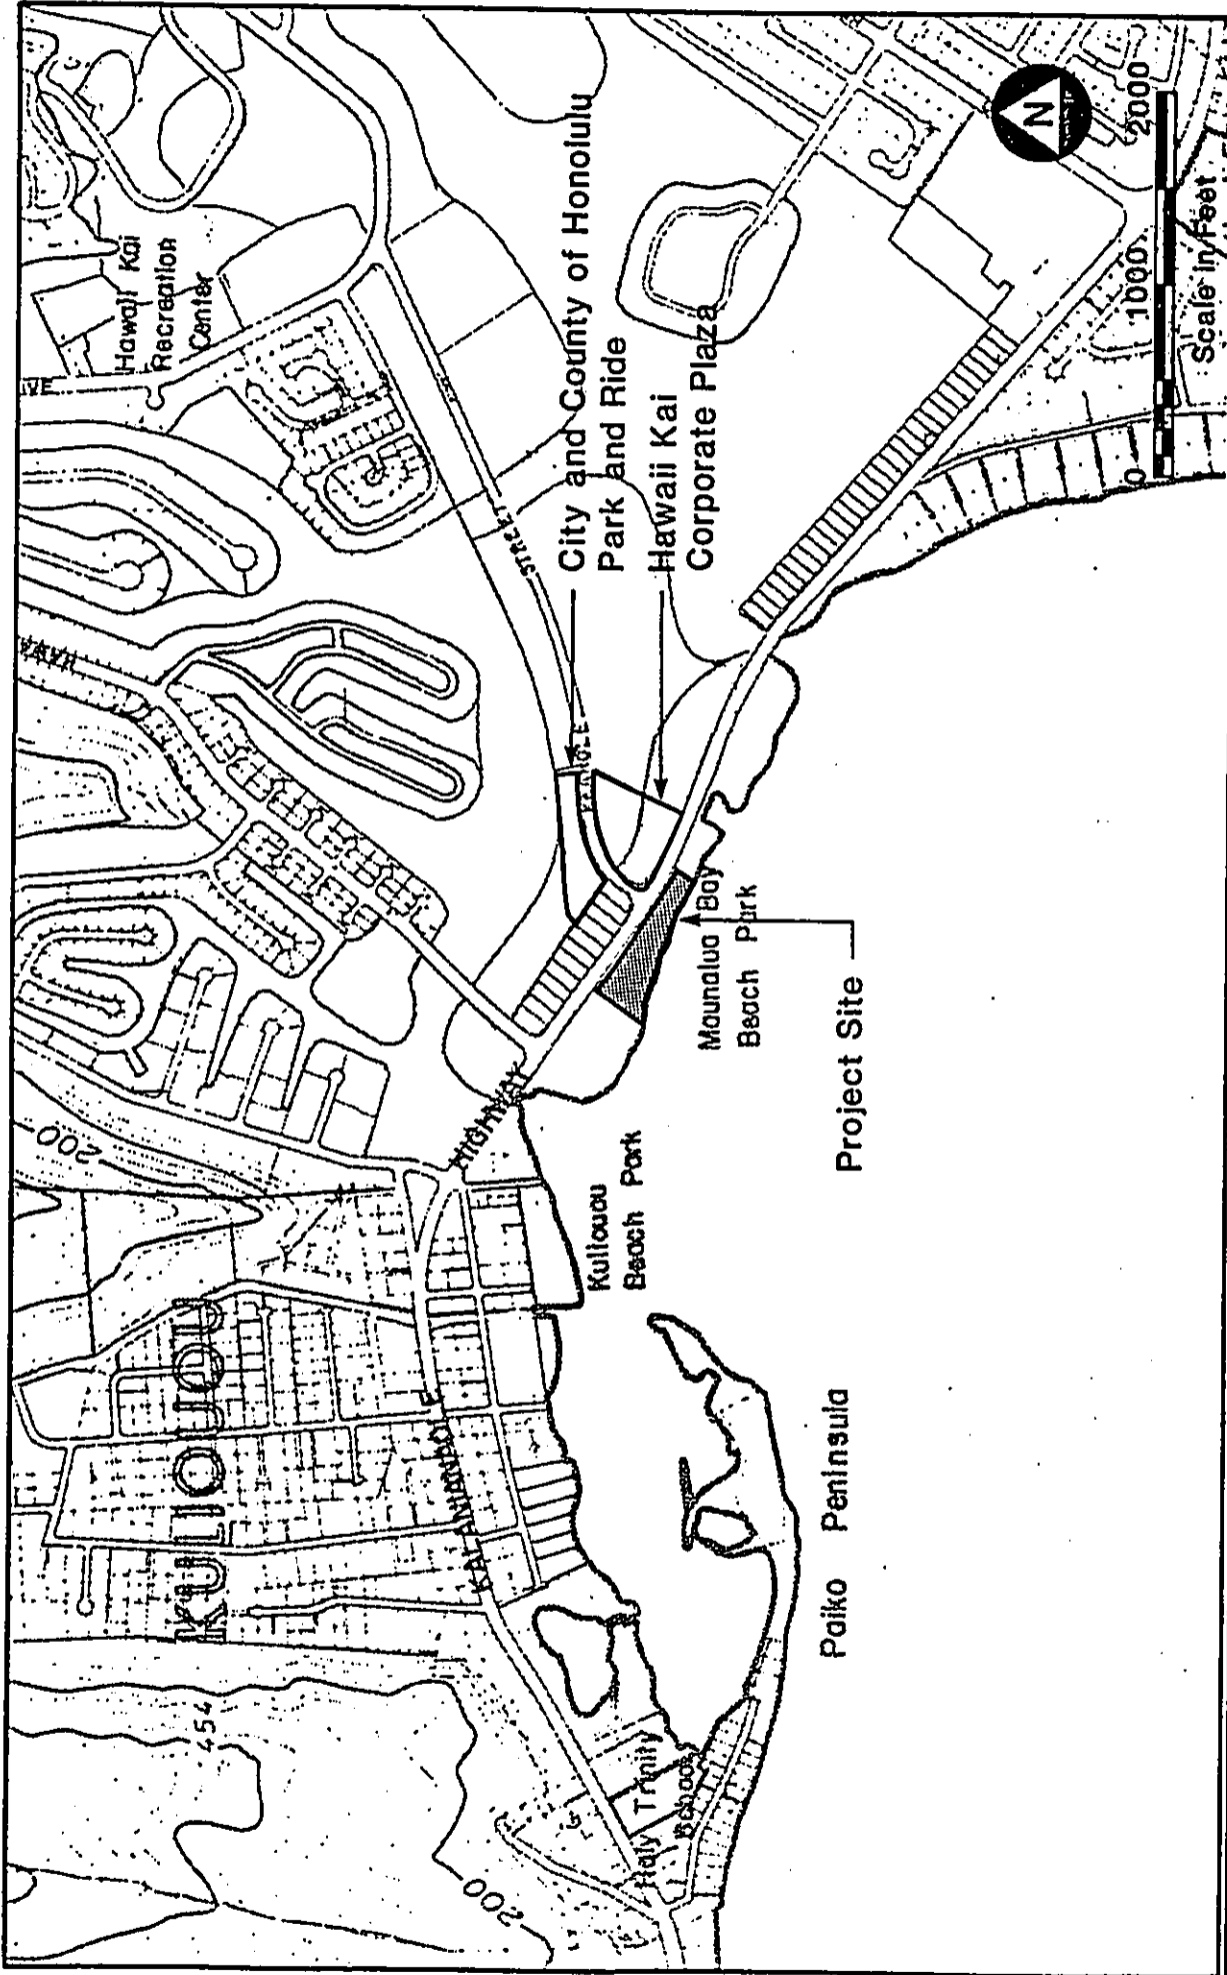 Hawaii Kai
Recreation
Center
City and County of Honolulu
Park and Ride
Hawaii Kai
Corporate Plaza
STREET
HIGHWAY
Maunalua Bay
Beach Park
Project Site
Kuliouou
Beach Park
KULIOUOU
KALANIANAOLE
Paiko Peninsula
Holy Trinity
School
200
454
200
N
0 1000 2000
Scale in Feet